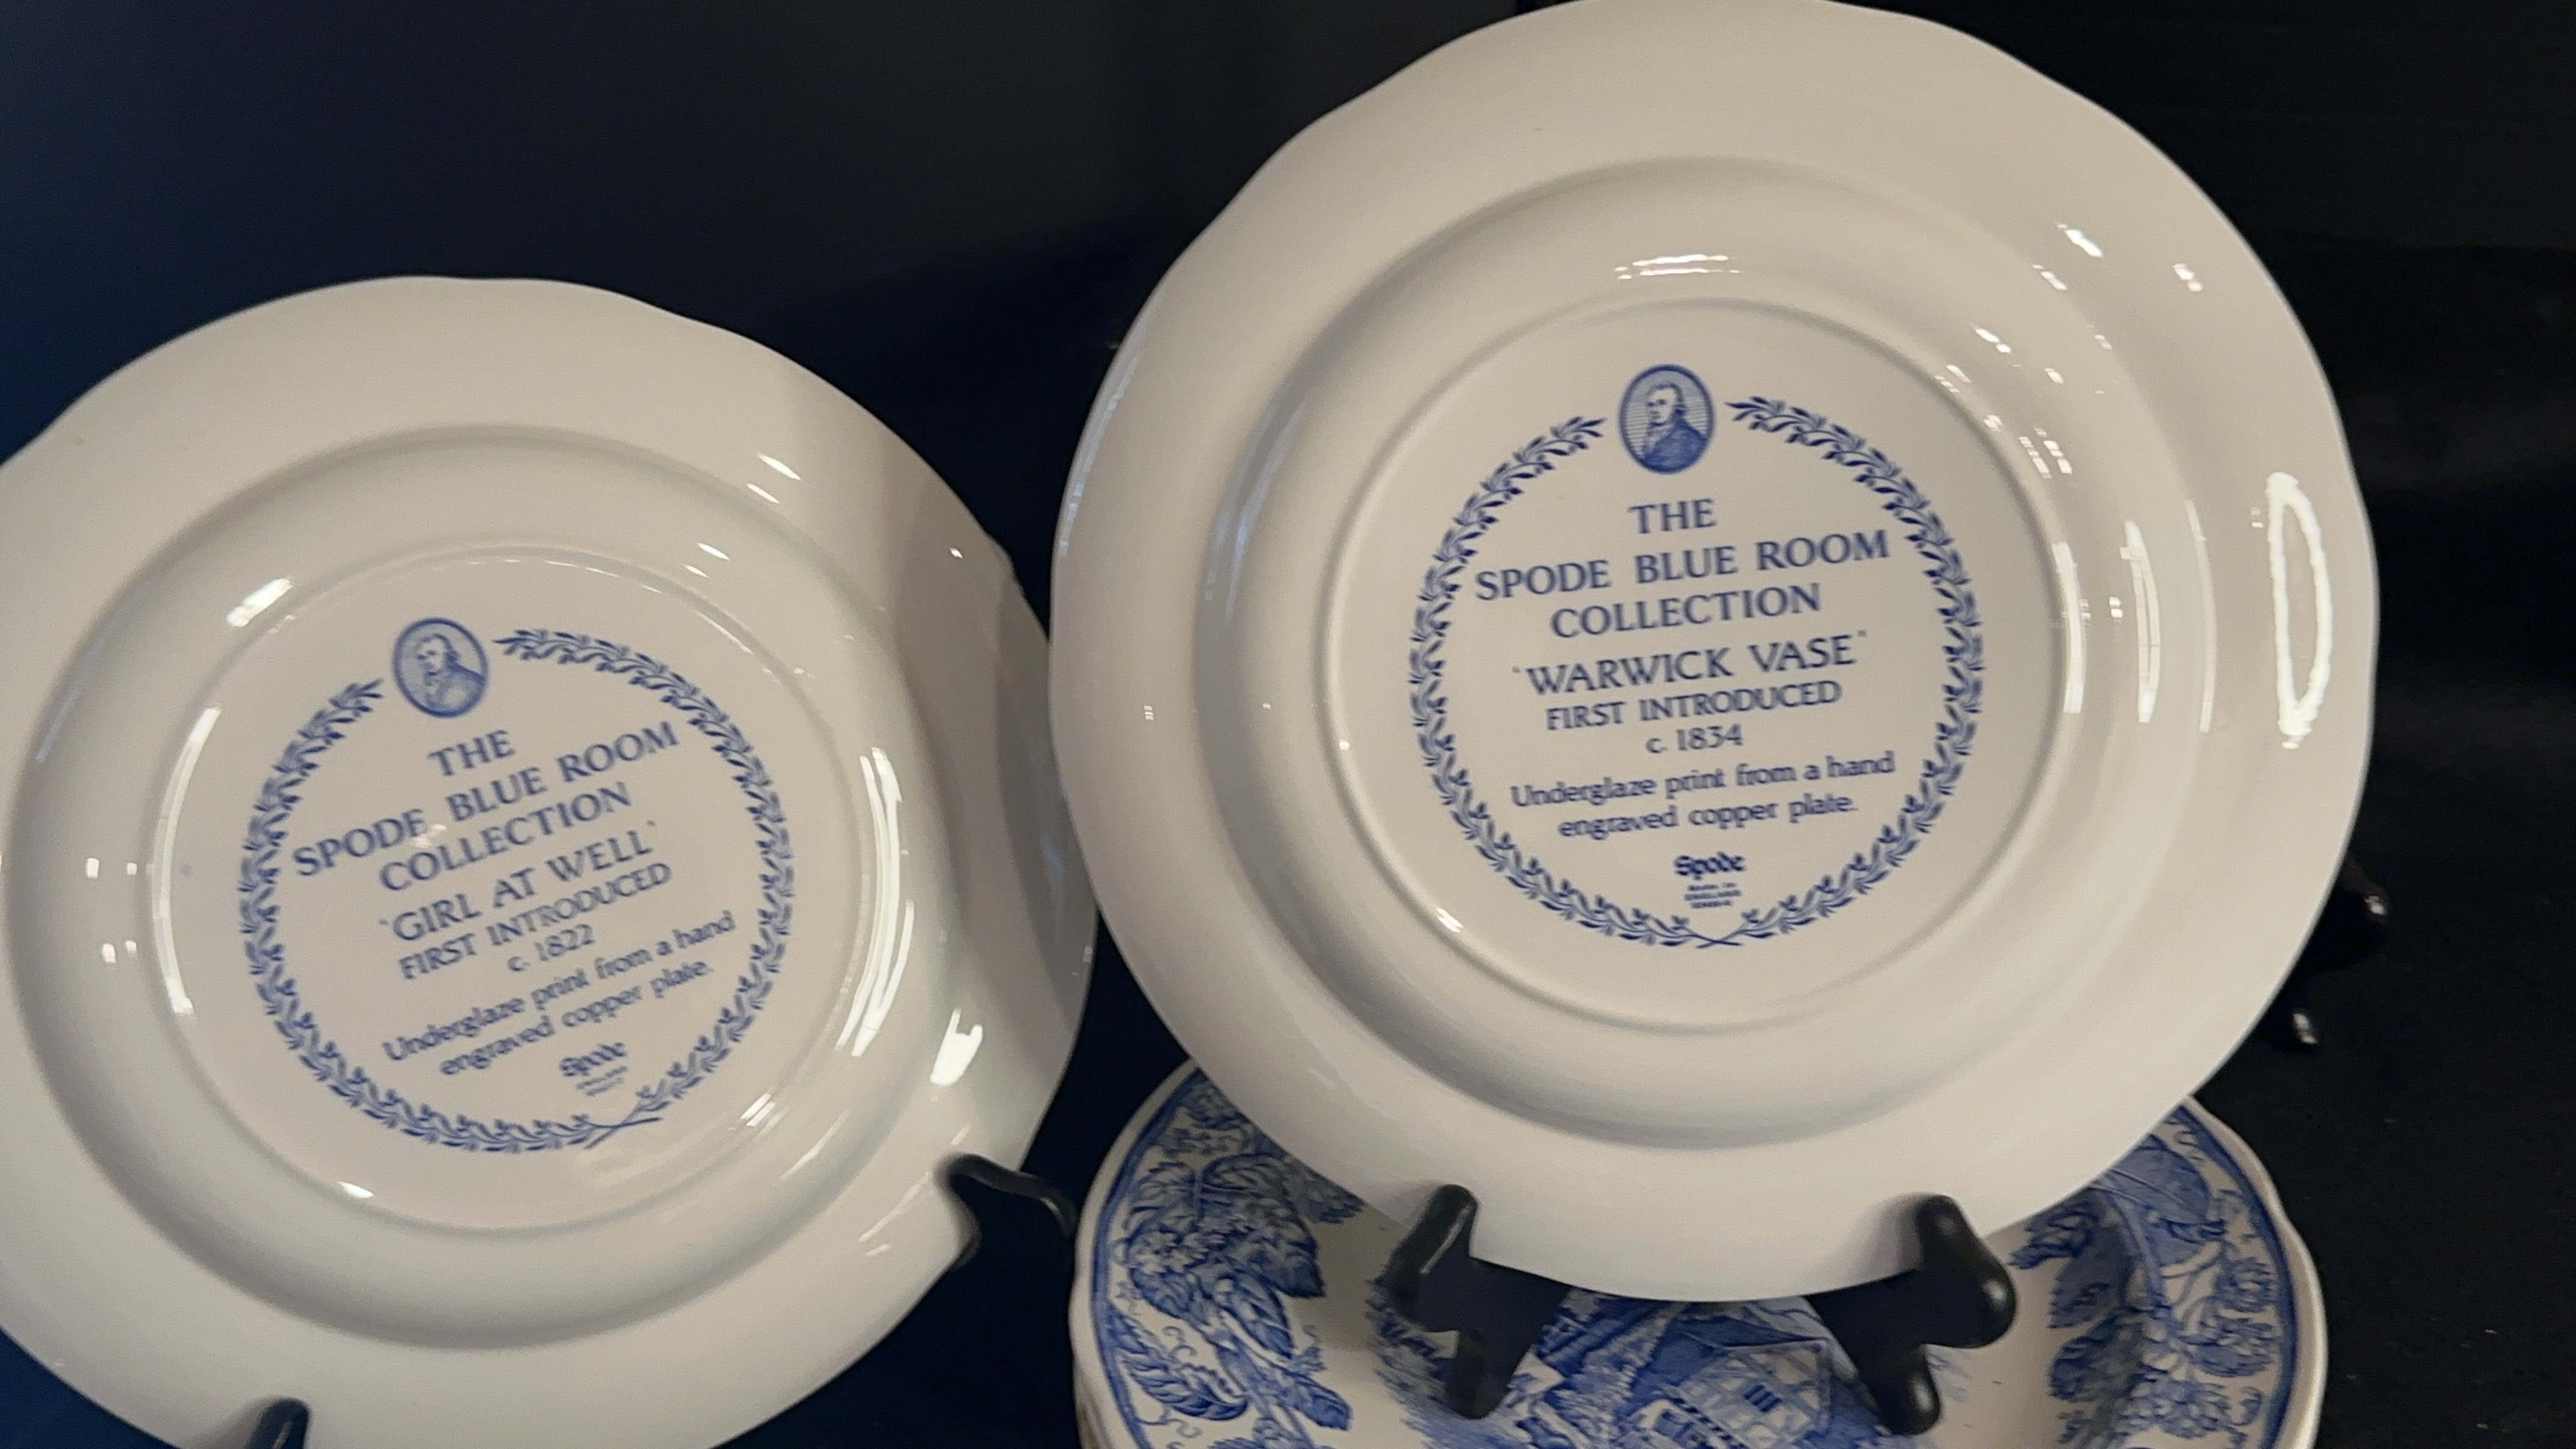 THE
SPODE BLUE ROOM
COLLECTION
'GIRL AT WELL'
FIRST INTRODUCED
c. 1822
Underglaze print from a hand
engraved copper plate.
Spode
THE
SPODE BLUE ROOM
COLLECTION
'WARWICK VASE'
FIRST INTRODUCED
c. 1834
Underglaze print from a hand
engraved copper plate.
Spode